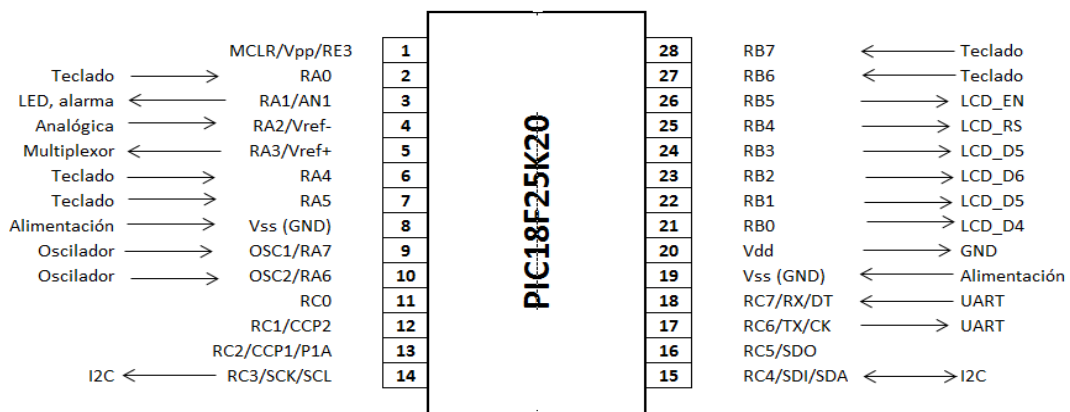 MCLR/Vpp/RE3 1 28 RB7 Teclado
Teclado RA0 2 27 RB6 Teclado
LED, alarma RA1/AN1 3 26 RB5 LCD_EN
Analógica RA2/Vref- 4 25 RB4 LCD_RS
Multiplexor RA3/Vref+ 5 24 RB3 LCD_D5
Teclado RA4 6 23 RB2 LCD_D6
Teclado RA5 7 22 RB1 LCD_D5
Alimentación Vss (GND) 8 21 RB0 LCD_D4
Oscilador OSC1/RA7 9 20 Vdd GND
Oscilador OSC2/RA6 10 19 Vss (GND) Alimentación
RC0 11 18 RC7/RX/DT UART
RC1/CCP2 12 17 RC6/TX/CK UART
RC2/CCP1/P1A 13 16 RC5/SDO
I2C RC3/SCK/SCL 14 15 RC4/SDI/SDA I2C
PIC18F25K20